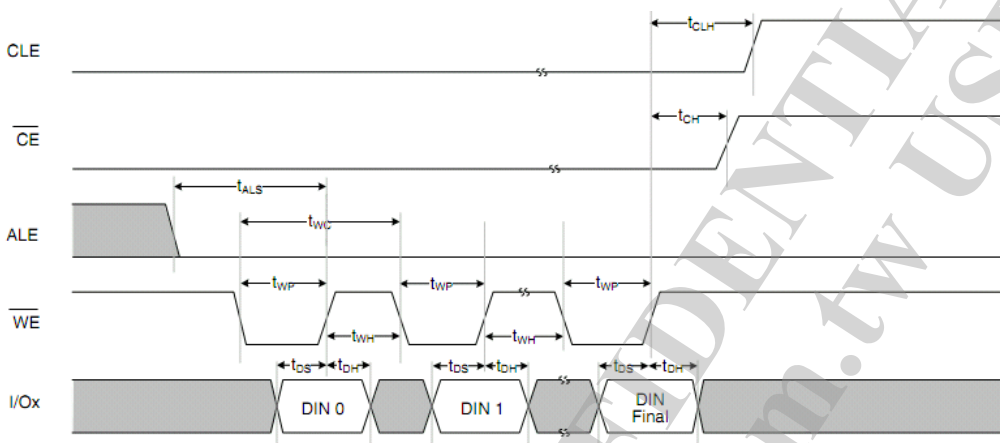 CLE
tCLH
CE
tCH
tALS
ALE
tWC
tWP
tWP
tWP
WE
tWH
tWH
tDS
tDH
tDS
tDH
tDS
tDH
I/Ox
DIN 0
DIN 1
DIN
Final